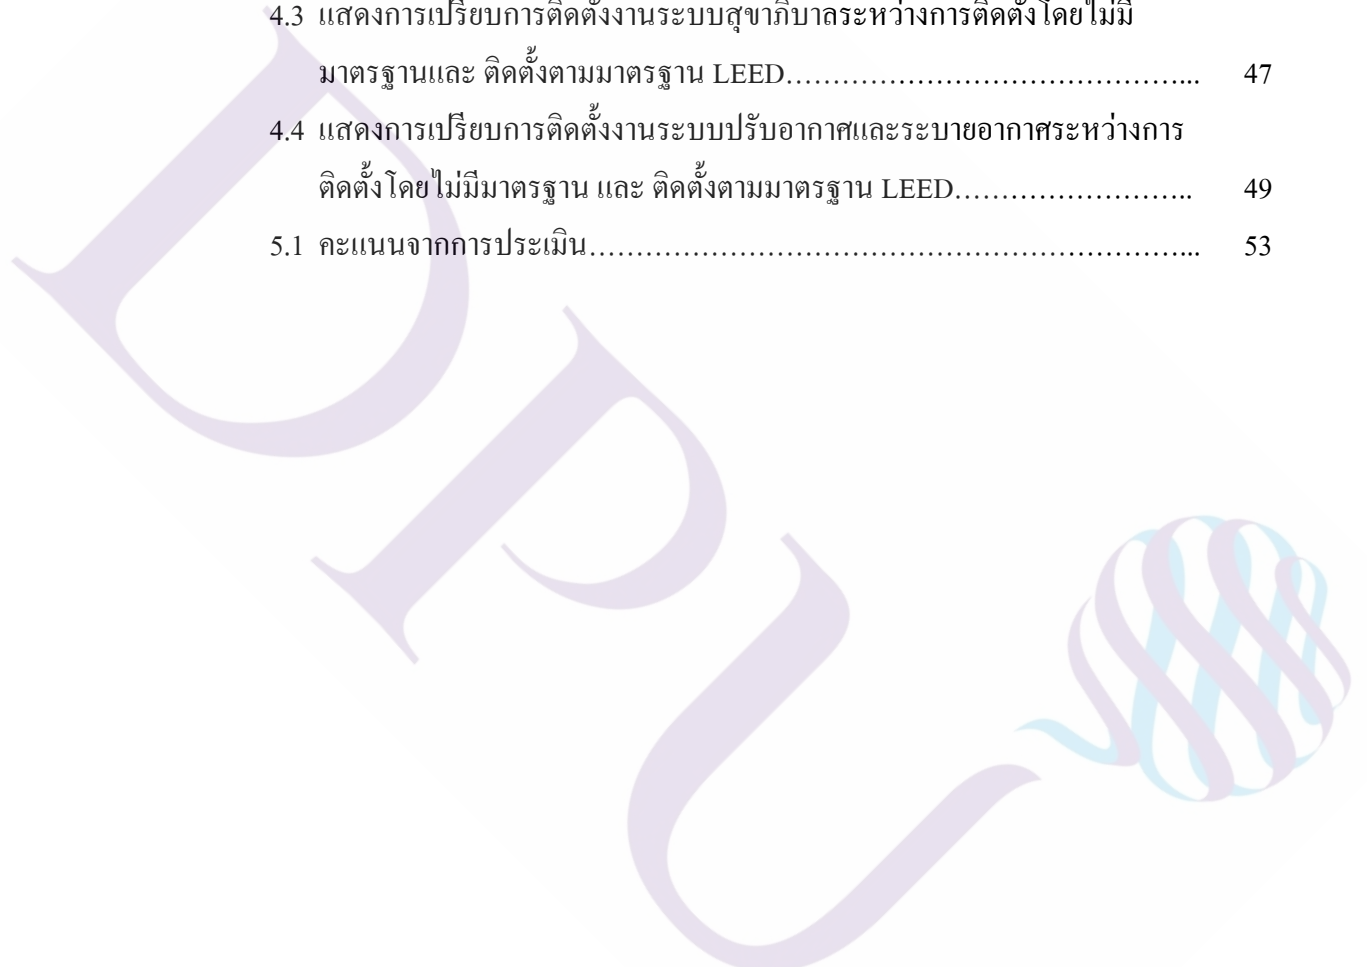 4.3 แสดงการเปรียบการติดตั้งงานระบบสุขาภิบาลระหว่างการติดตั้งโดยไม่มี
มาตรฐานและ ติดตั้งตามมาตรฐาน LEED…………………………………………... 47
4.4 แสดงการเปรียบการติดตั้งงานระบบปรับอากาศและระบายอากาศระหว่างการ
ติดตั้งโดยไม่มีมาตรฐาน และ ติดตั้งตามมาตรฐาน LEED…………………….. 49
5.1 คะแนนจากการประเมิน…………………………………………………………... 53
DPU